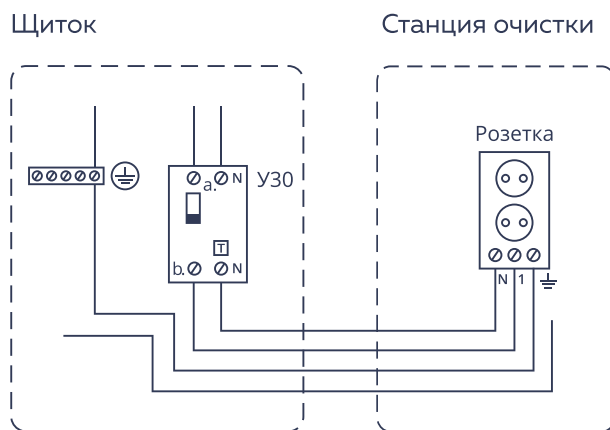 Щиток
Станция очистки
Розетка
a. N УЗО
T
b. N
N 1